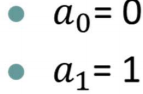 • a₀= 0
• a₁= 1